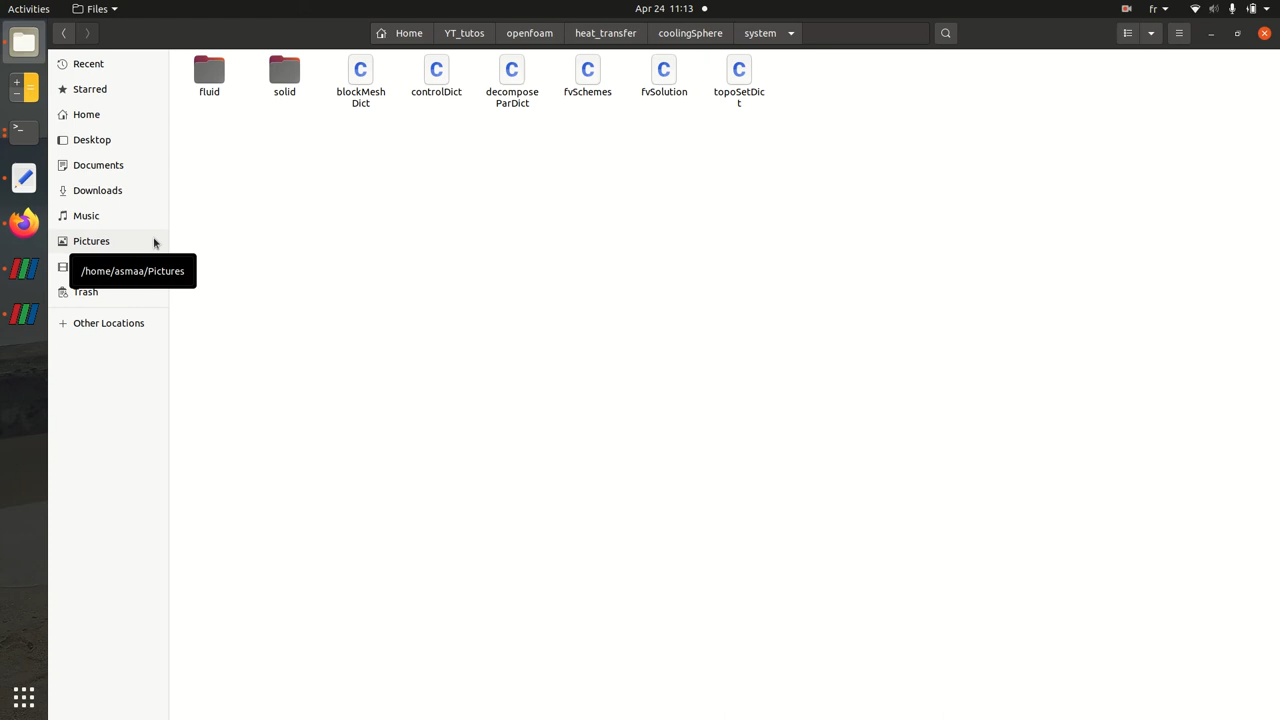 Activities
Files
Apr 24 11:13
fr
Home
YT_tutos
openfoam
heat_transfer
coolingSphere
system
Recent
Starred
Home
Desktop
Documents
Downloads
Music
Pictures
/home/asmaa/Pictures
Trash
Other Locations
fluid
solid
C
blockMesh
Dict
C
controlDict
C
decompose
ParDict
C
fvSchemes
C
fvSolution
C
topoSetDic
t